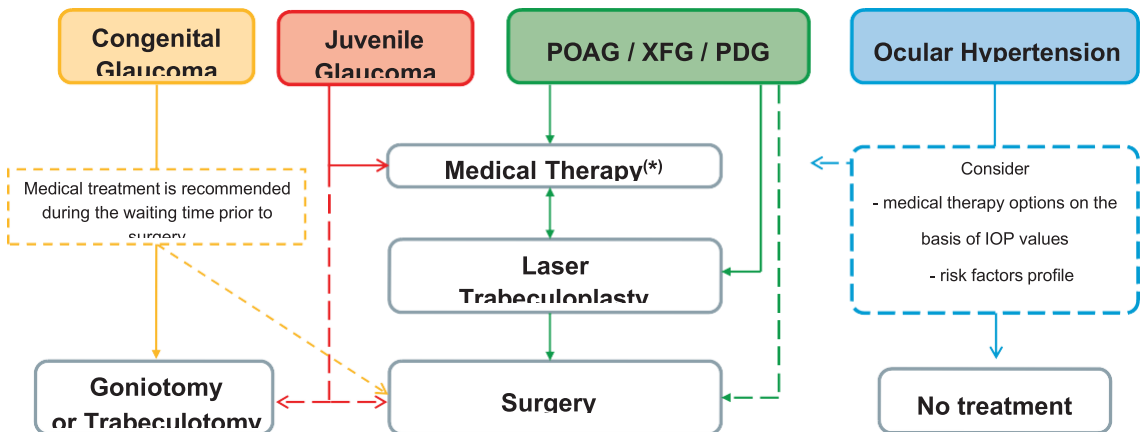 Congenital
Glaucoma
Juvenile
Glaucoma
POAG / XFG / PDG
Ocular Hypertension
Medical Therapy(*)
Medical treatment is recommended
during the waiting time prior to
surgery
Consider
- medical therapy options on the
basis of IOP values
- risk factors profile
Laser
Trabeculoplasty
Goniotomy
or Trabeculotomy
Surgery
No treatment